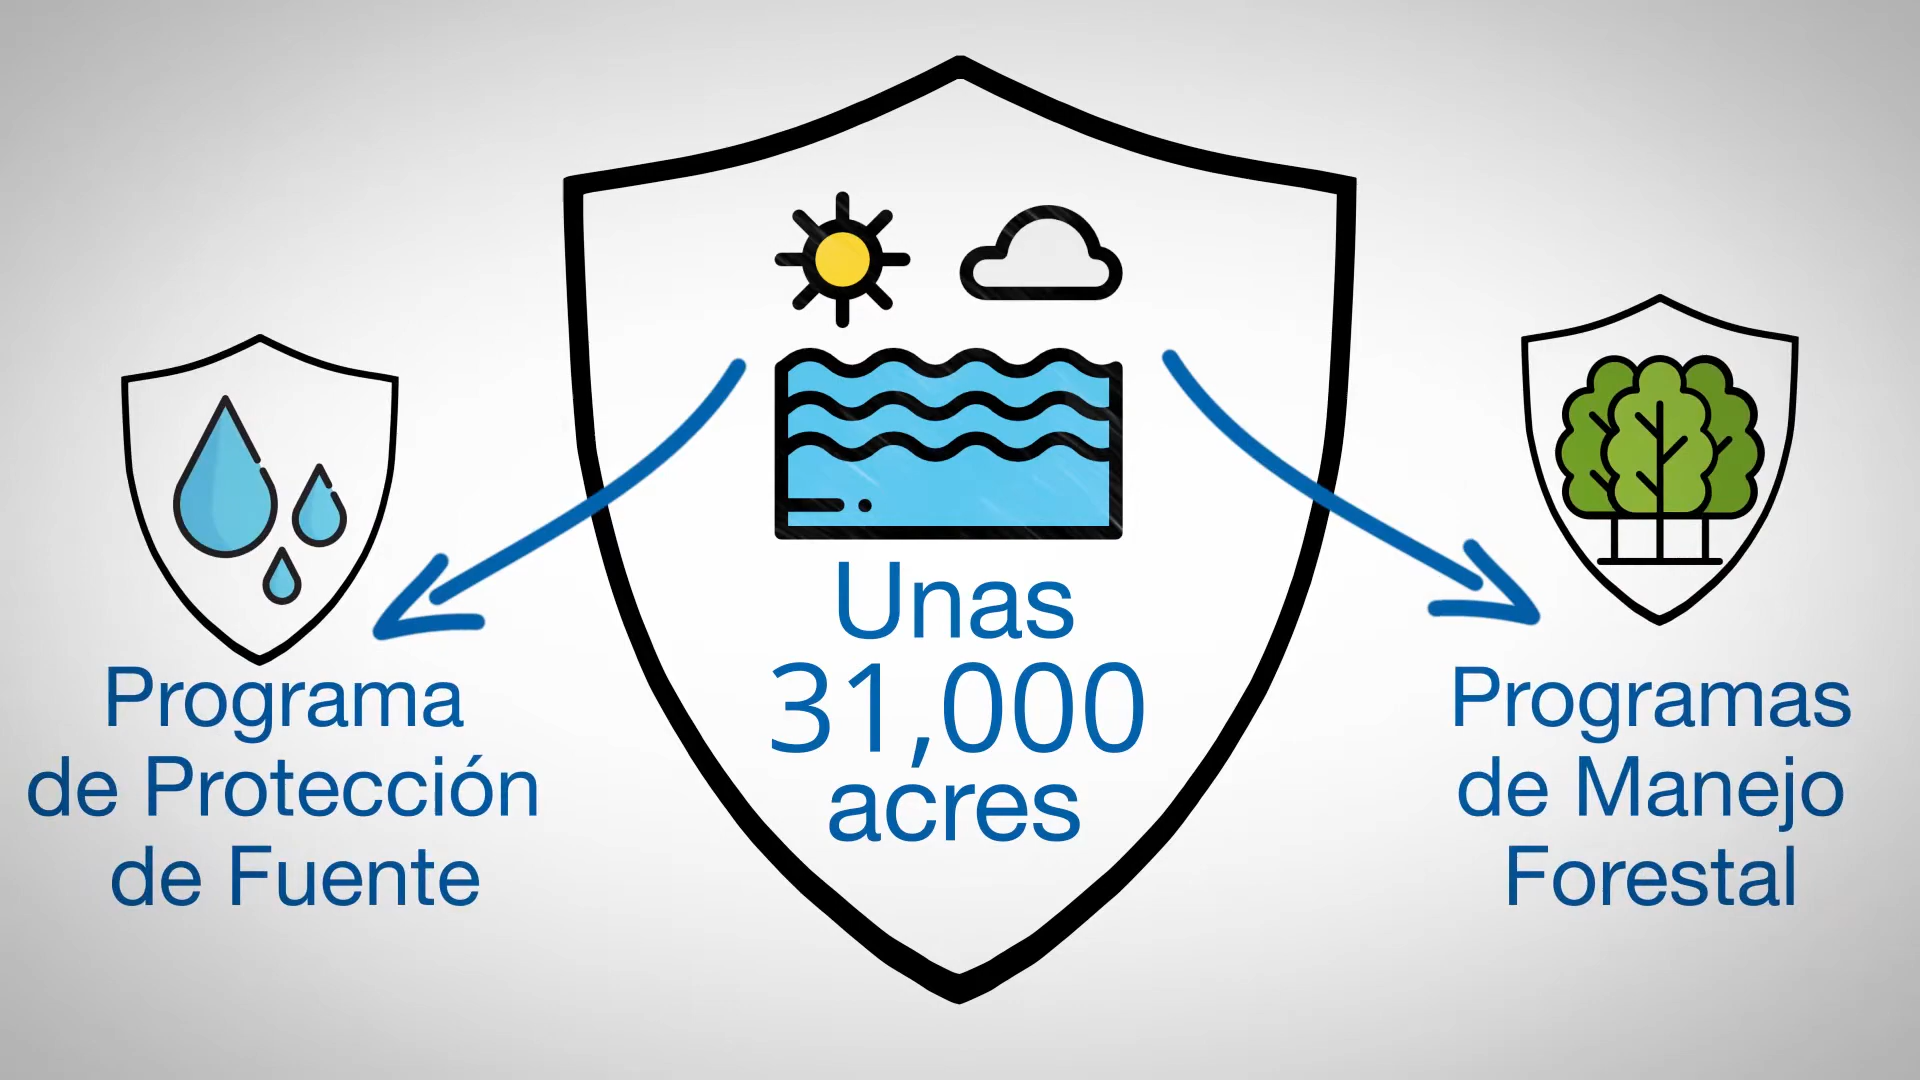 Unas
31,000
acres
Programa
de Protección
de Fuente
Programas
de Manejo
Forestal